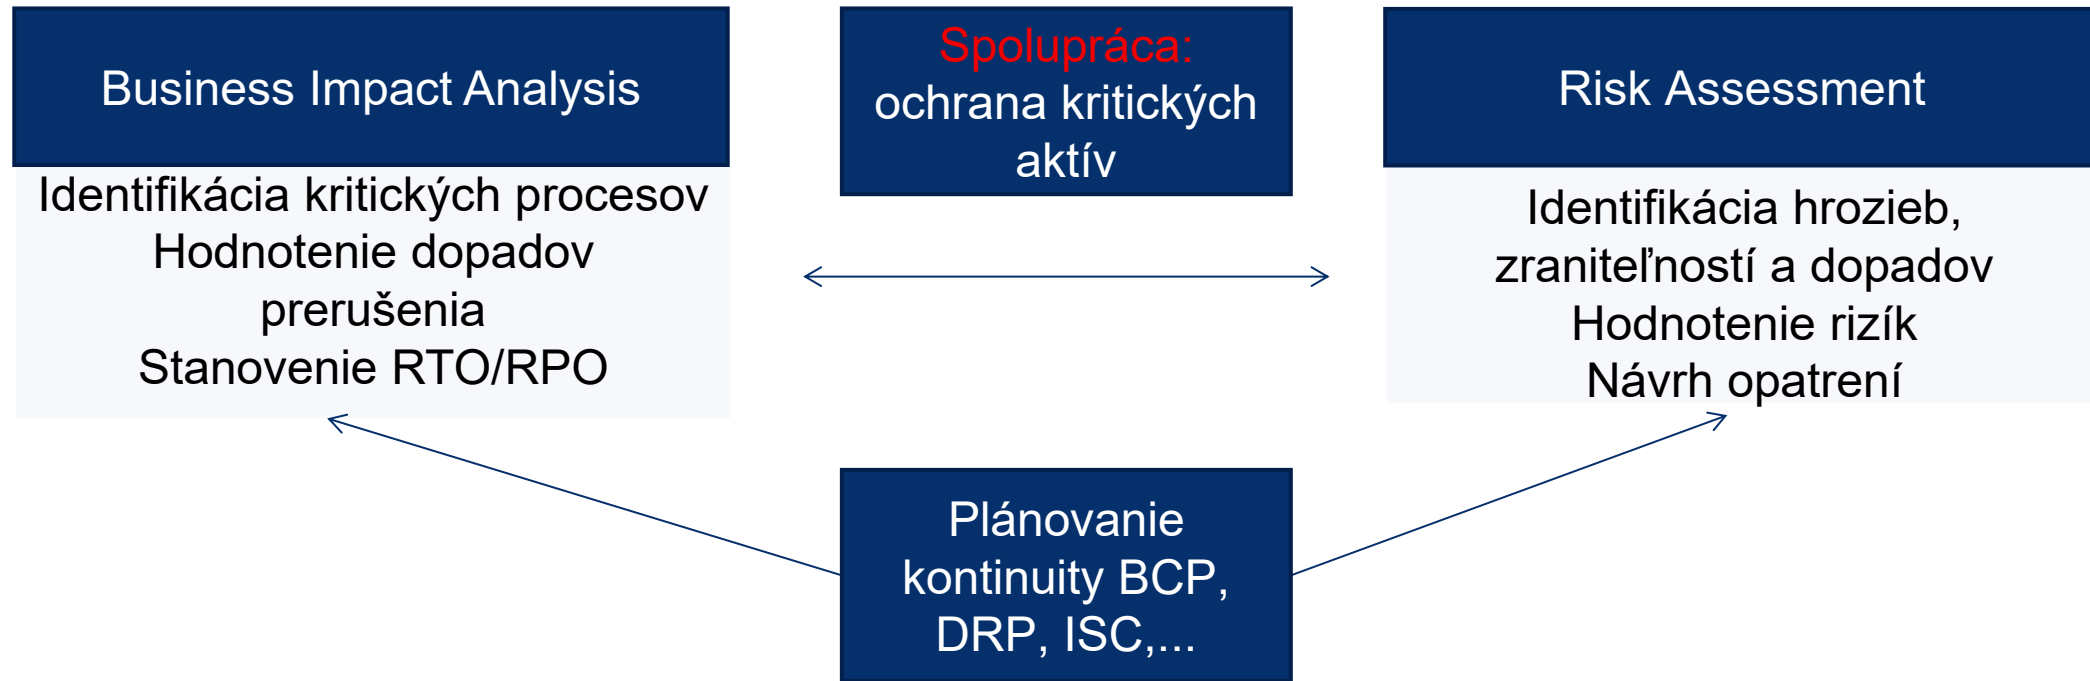 Business Impact Analysis
Identifikácia kritických procesov
Hodnotenie dopadov
prerušenia
Stanovenie RTO/RPO
Spolupráca:
ochrana kritických
aktív
Risk Assessment
Identifikácia hrozieb,
zraniteľností a dopadov
Hodnotenie rizík
Návrh opatrení
Plánovanie
kontinuity BCP,
DRP, ISC,...